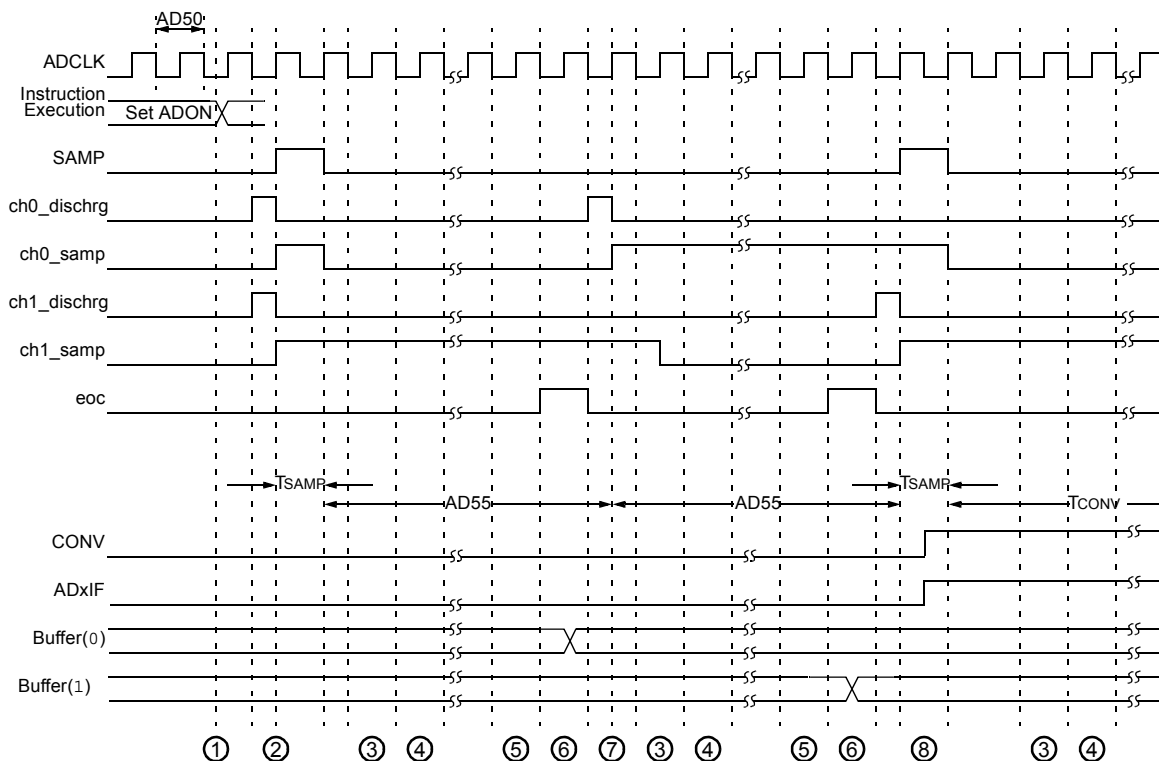 AD50
ADCLK
Instruction
Execution
Set ADON
SAMP
ch0_dischrg
ch0_samp
ch1_dischrg
ch1_samp
eoc
TSAMP TSAMP
AD55 AD55 TCONV
CONV
ADxIF
Buffer(0)
Buffer(1)
① ② ③ ④ ⑤ ⑥ ⑦ ③ ④ ⑤ ⑥ ⑧ ③ ④